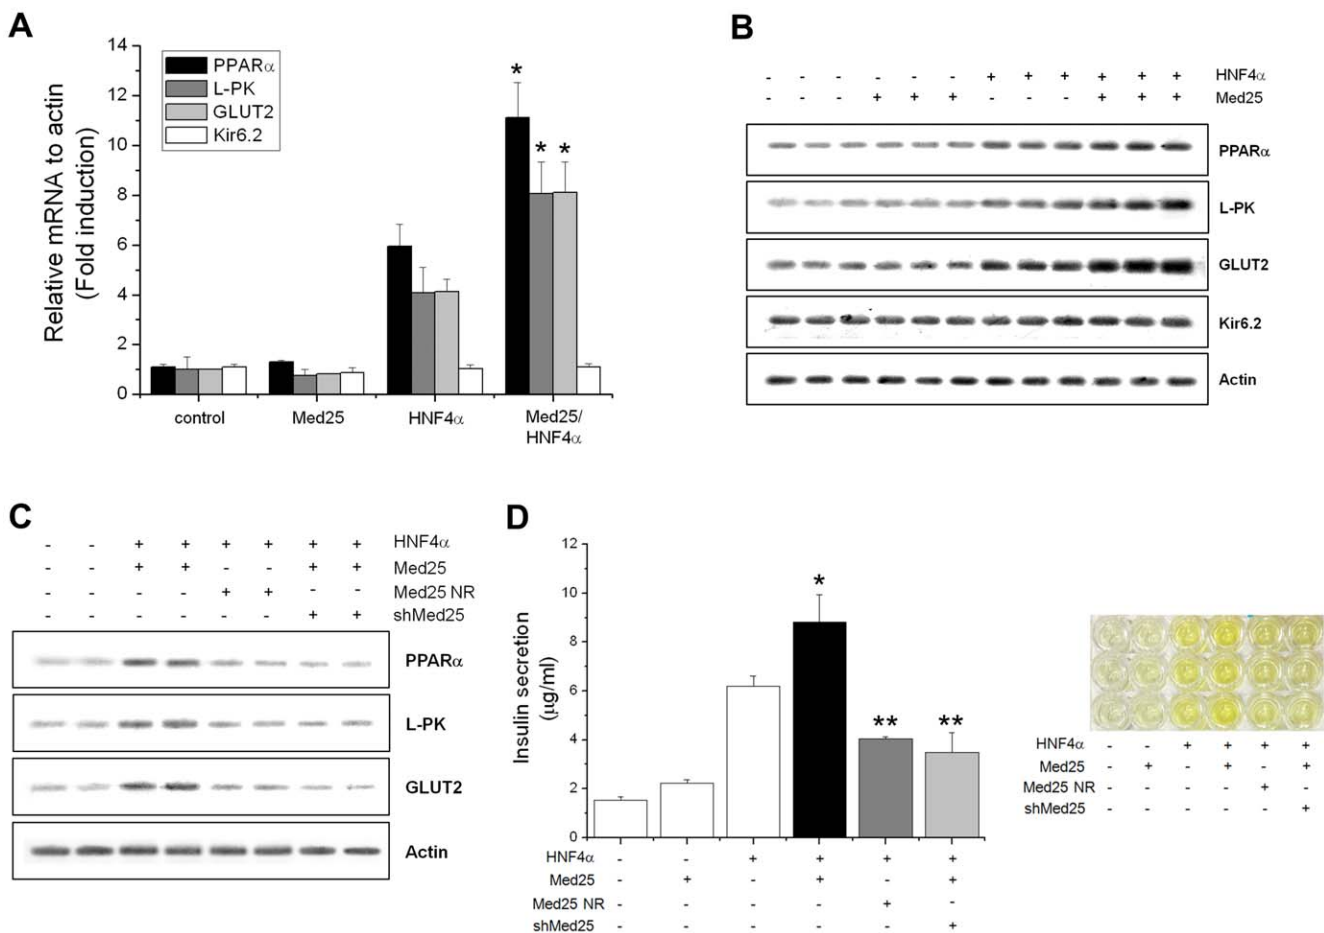 A
Relative mRNA to actin
(Fold induction)
14
12
10
8
6
4
2
0
PPARα
L-PK
GLUT2
Kir6.2
*
* *
control Med25 HNF4α Med25/
HNF4α
B
- - - - - - + + + + + + HNF4α
- - - + + + - - - + + + Med25
PPARα
L-PK
GLUT2
Kir6.2
Actin
C
- - + + + + + + HNF4α
- - + + - - + + Med25
- - - - + + - - Med25 NR
- - - - - - + + shMed25
PPARα
L-PK
GLUT2
Actin
D
Insulin secretion
(μg/ml)
12
10
8
6
4
2
0
*
** **
HNF4α - - + + + +
Med25 - + - + - +
Med25 NR - - - - + -
shMed25 - - - - - +
HNF4α - - + + + +
Med25 - + - + - +
Med25 NR - - - - + -
shMed25 - - - - - +